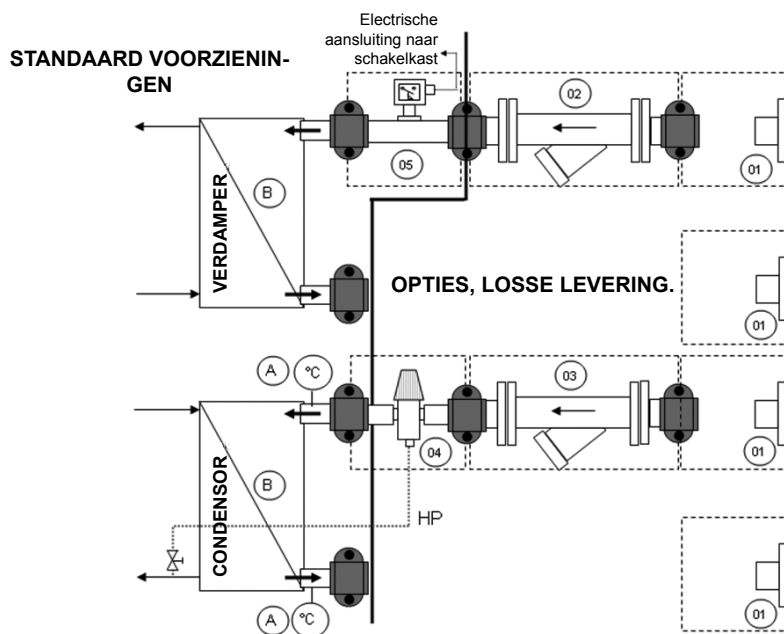 Electrische
aansluiting naar
schakelkast
STANDAARD VOORZIENIN-
GEN
02
05
01
B
VERDAMPER
OPTIES, LOSSE LEVERING.
01
A
°C
03
04
01
B
CONDENSOR
HP
A
°C
01